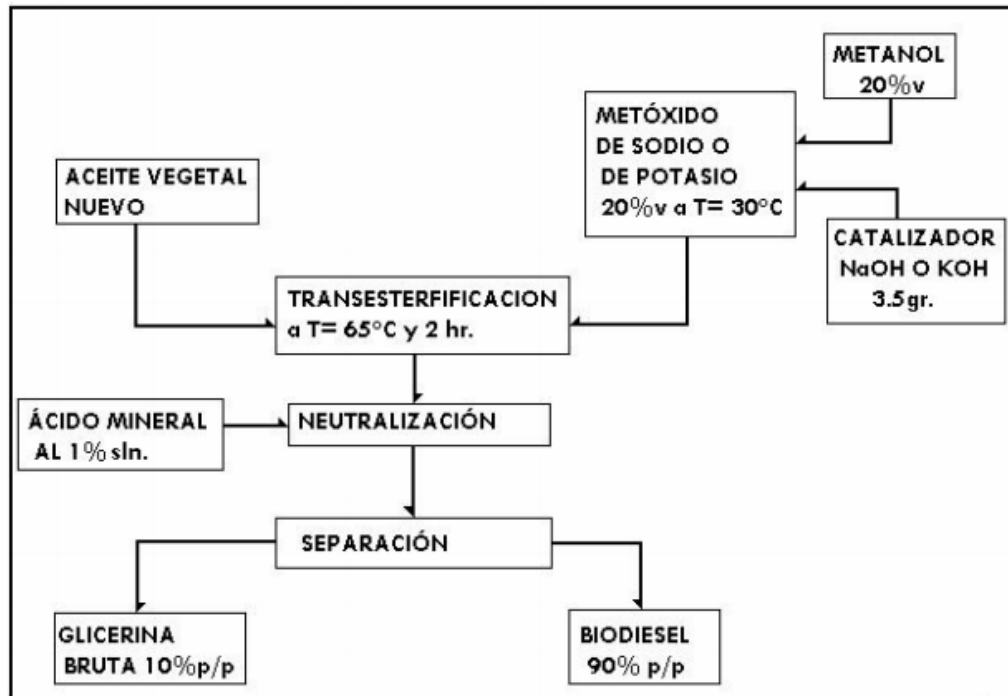 METANOL
20%v
METÓXIDO
DE SODIO O
DE POTASIO
20%v a T= 30°C
ACEITE VEGETAL
NUEVO
CATALIZADOR
NaOH O KOH
3.5gr.
TRANSESTERFIFICACION
a T= 65°C y 2 hr.
ÁCIDO MINERAL
AL 1% sln.
NEUTRALIZACIÓN
SEPARACIÓN
GLICERINA
BRUTA 10%p/p
BIODIESEL
90% p/p